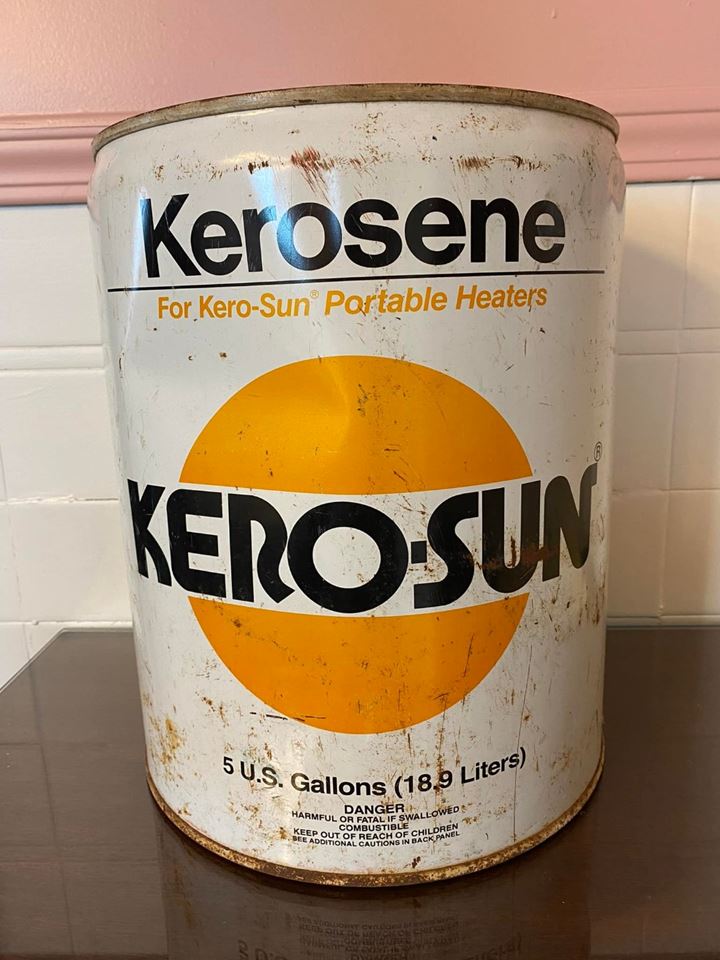 Kerosene
For Kero-Sun® Portable Heaters
KERO-SUN®
5 U.S. Gallons (18.9 Liters)
DANGER
HARMFUL OR FATAL IF SWALLOWED
COMBUSTIBLE
KEEP OUT OF REACH OF CHILDREN
SEE ADDITIONAL CAUTIONS IN BACK PANEL